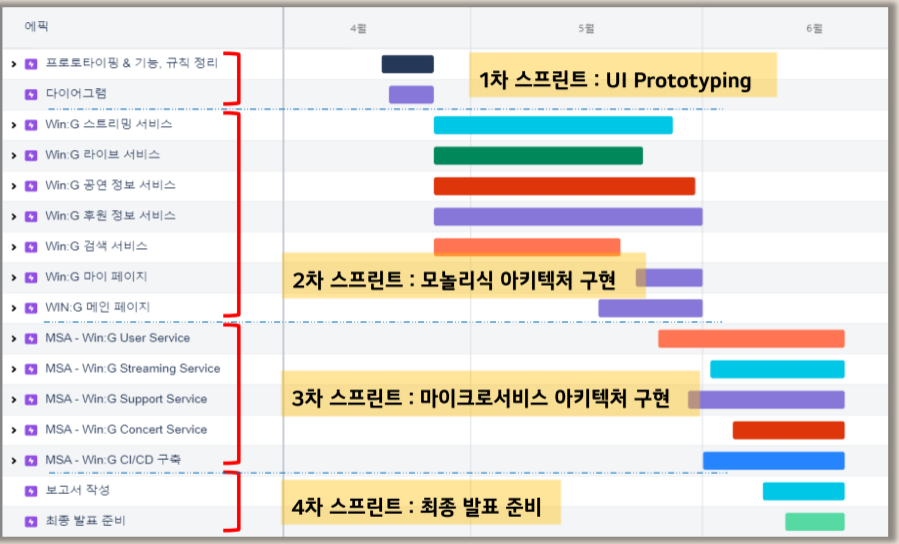 에픽
4월
5월
6월
프로토타이핑 & 기능, 규칙 정리
1차 스프린트 : UI Prototyping
다이어그램
Win:G 스트리밍 서비스
Win:G 라이브 서비스
Win:G 공연 정보 서비스
Win:G 후원 정보 서비스
Win:G 검색 서비스
Win:G 마이 페이지
2차 스프린트 : 모놀리식 아키텍처 구현
WIN:G 메인 페이지
MSA - Win:G User Service
MSA - Win:G Streaming Service
MSA - Win:G Support Service
3차 스프린트 : 마이크로서비스 아키텍처 구현
MSA - Win:G Concert Service
MSA - Win:G CI/CD 구축
보고서 작성
4차 스프린트 : 최종 발표 준비
최종 발표 준비